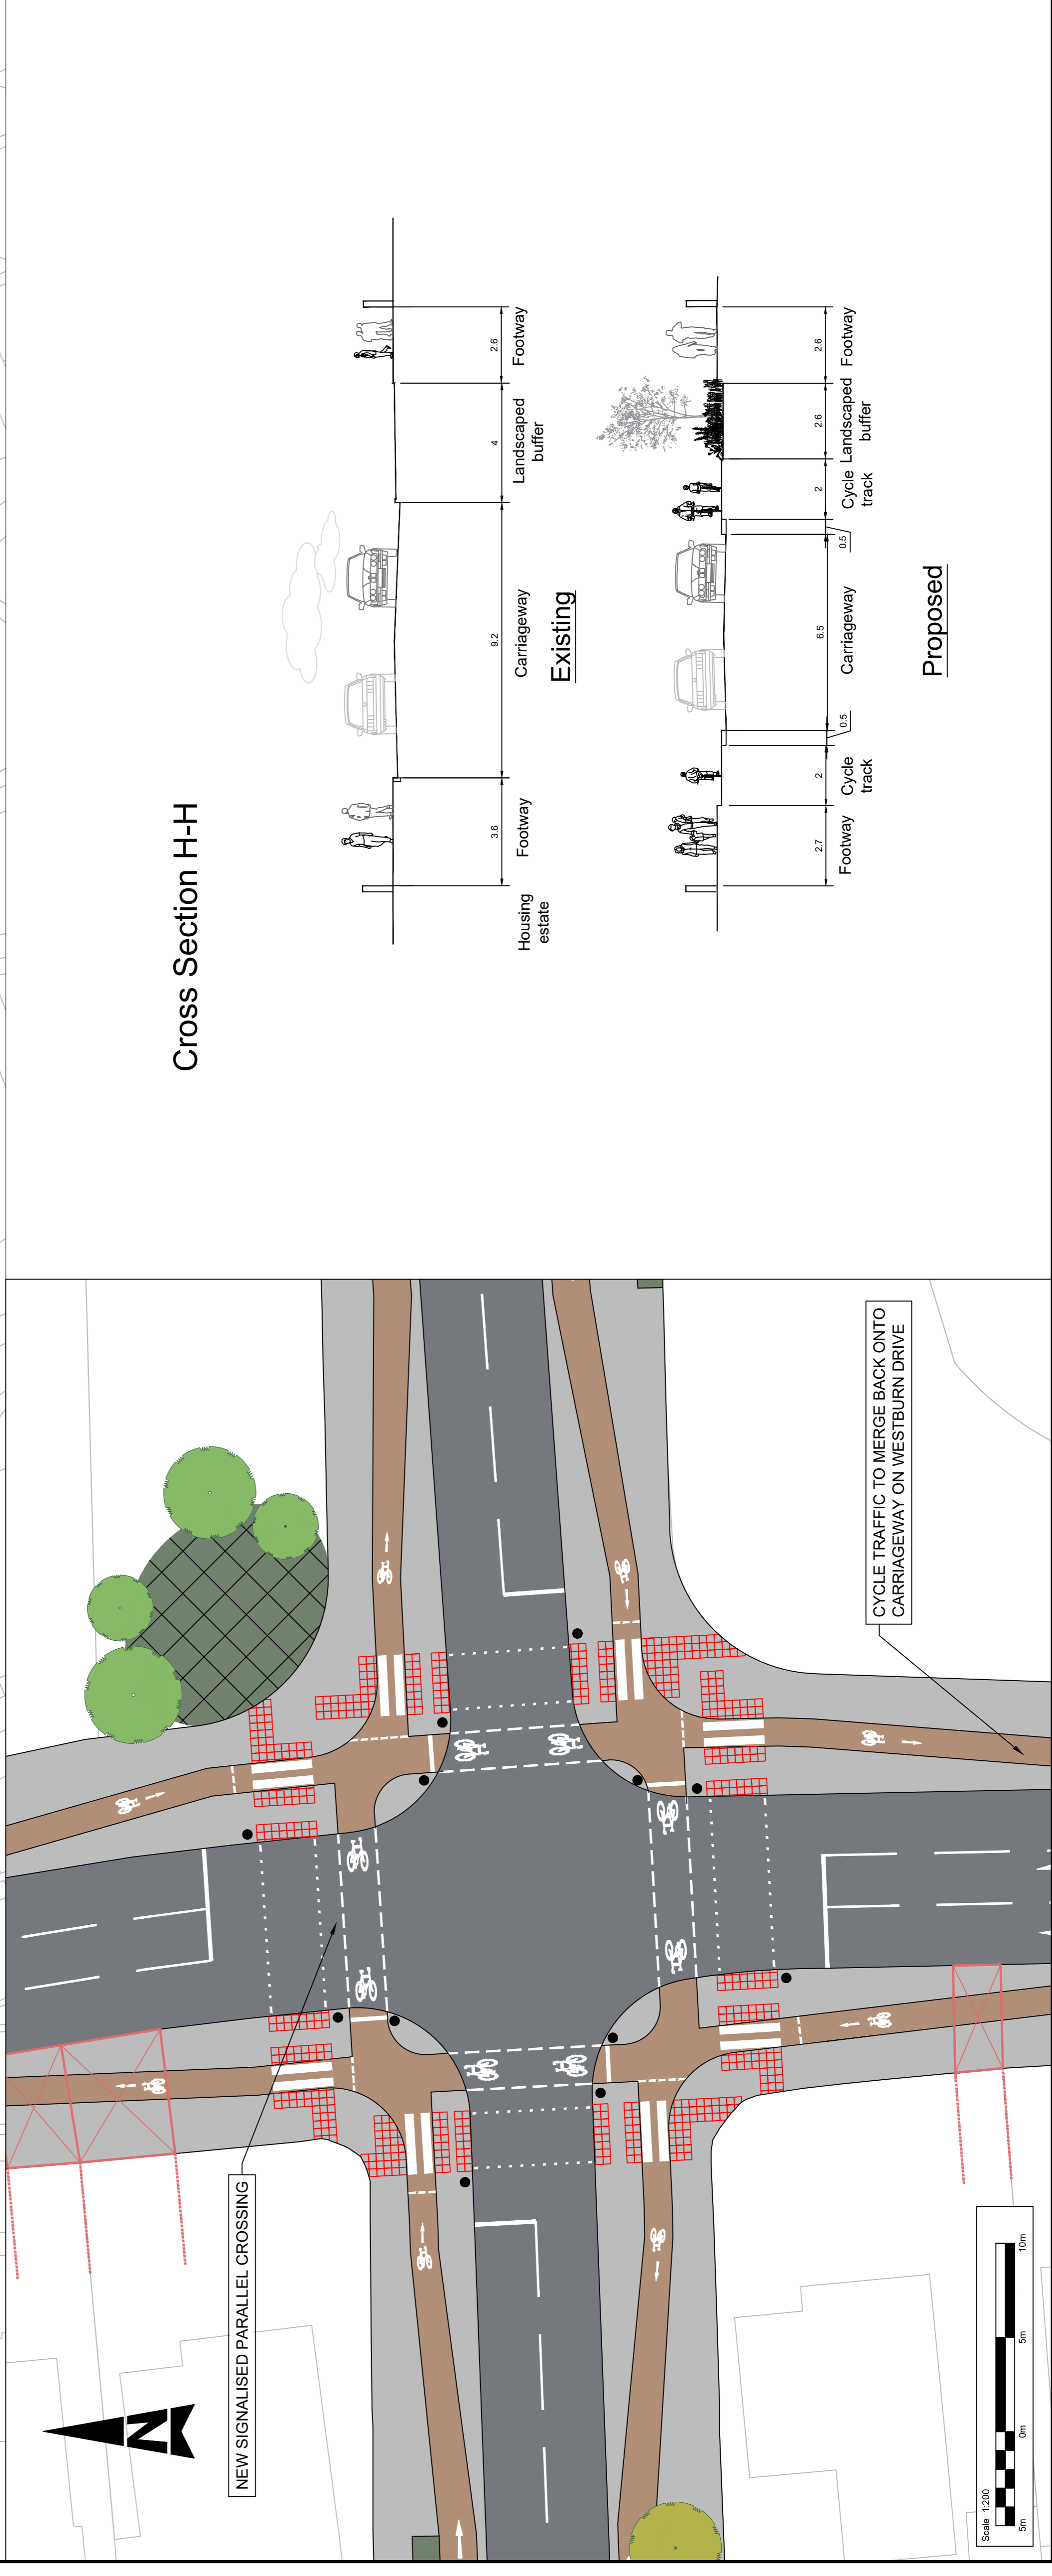 Cross Section H-H
Housing
estate
3.6
Footway
9.2
Carriageway
4
Landscaped
buffer
2.6
Footway
Existing
2.7
Footway
2
Cycle
track
0.5
6.5
Carriageway
0.5
2
Cycle
track
2.6
Landscaped
buffer
2.6
Footway
Proposed
N
NEW SIGNALISED PARALLEL CROSSING
CYCLE TRAFFIC TO MERGE BACK ONTO
CARRIAGEWAY ON WESTBURN DRIVE
Scale 1:200
5m
0m
5m
10m